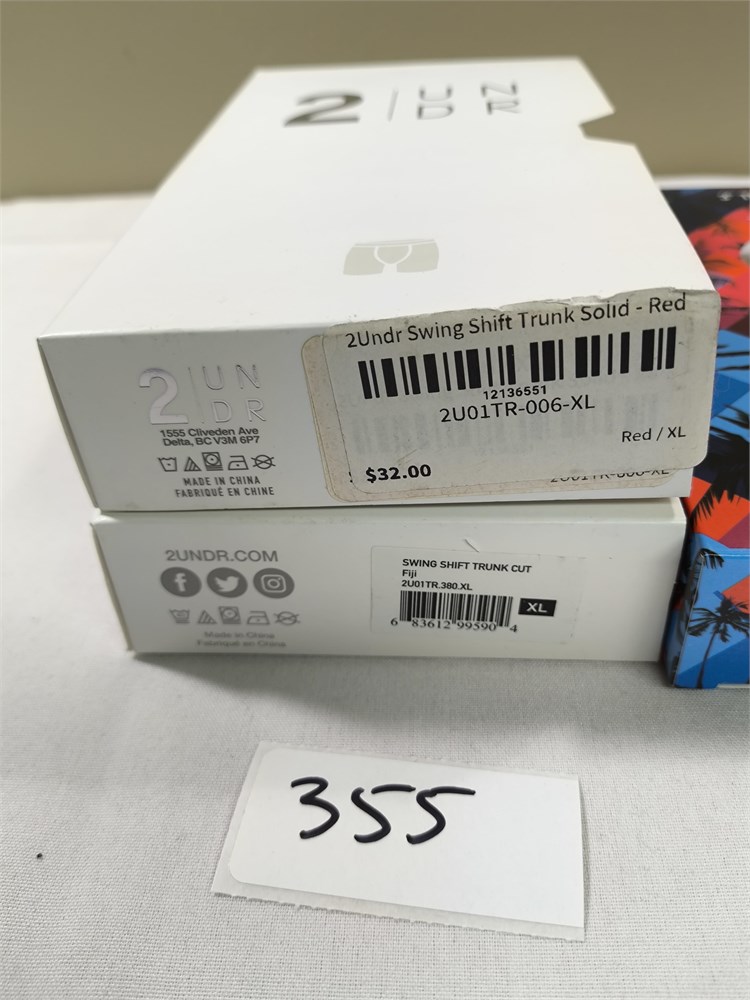 2 | UN
DR
2Undr Swing Shift Trunk Solid - Red
12136551
2U01TR-006-XL
Red / XL
$32.00
2 | UN
DR
1555 Cliveden Ave
Delta, BC V3M 6P7
MADE IN CHINA
FABRIQUÉ EN CHINE
2UNDR.COM
Made in China
Fabriqué en Chine
SWING SHIFT TRUNK CUT
Fiji
2U01TR.380.XL
XL
6 83612 99590 4
355